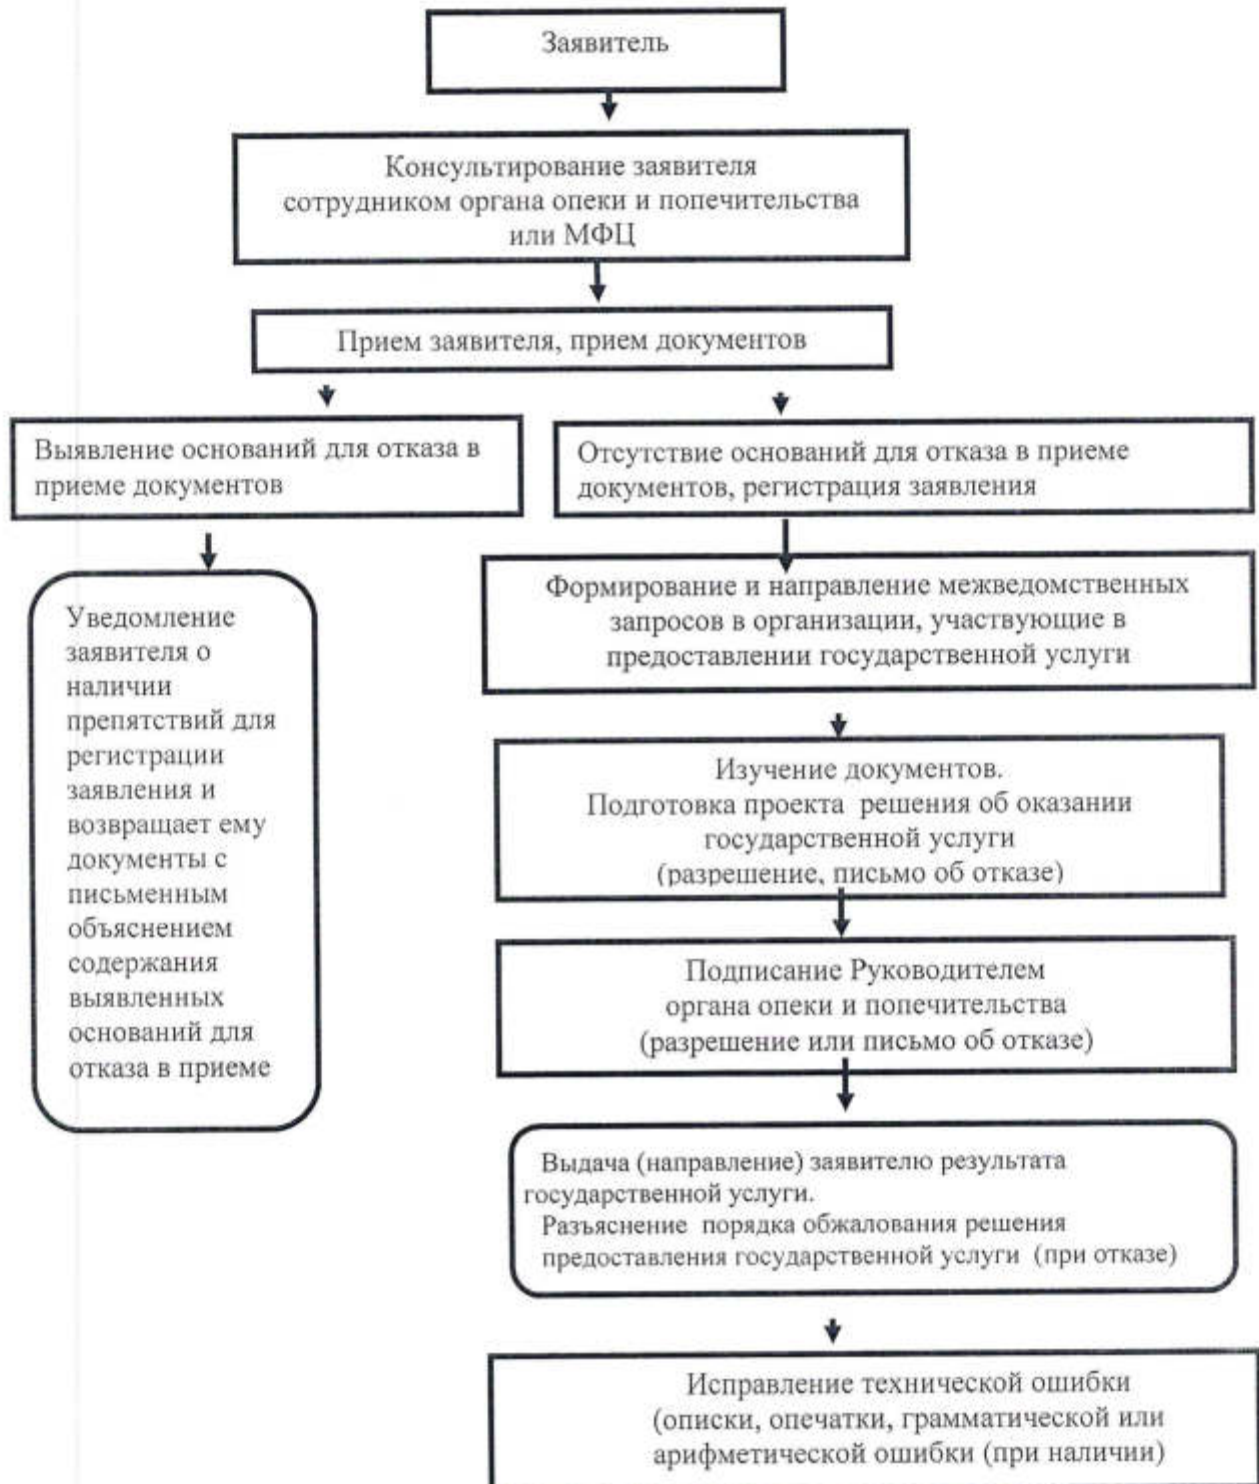 Заявитель
Консультирование заявителя
сотрудником органа опеки и попечительства
или МФЦ
Прием заявителя, прием документов
Выявление оснований для отказа в
приеме документов
Отсутствие оснований для отказа в приеме
документов, регистрация заявления
Уведомление
заявителя о
наличии
препятствий для
регистрации
заявления и
возвращает ему
документы с
письменным
объяснением
содержания
выявленных
оснований для
отказа в приеме
Формирование и направление межведомственных
запросов в организации, участвующие в
предоставлении государственной услуги
Изучение документов.
Подготовка проекта решения об оказании
государственной услуги
(разрешение, письмо об отказе)
Подписание Руководителем
органа опеки и попечительства
(разрешение или письмо об отказе)
Выдача (направление) заявителю результата
государственной услуги.
Разъяснение порядка обжалования решения
предоставления государственной услуги (при отказе)
Исправление технической ошибки
(описки, опечатки, грамматической или
арифметической ошибки (при наличии)